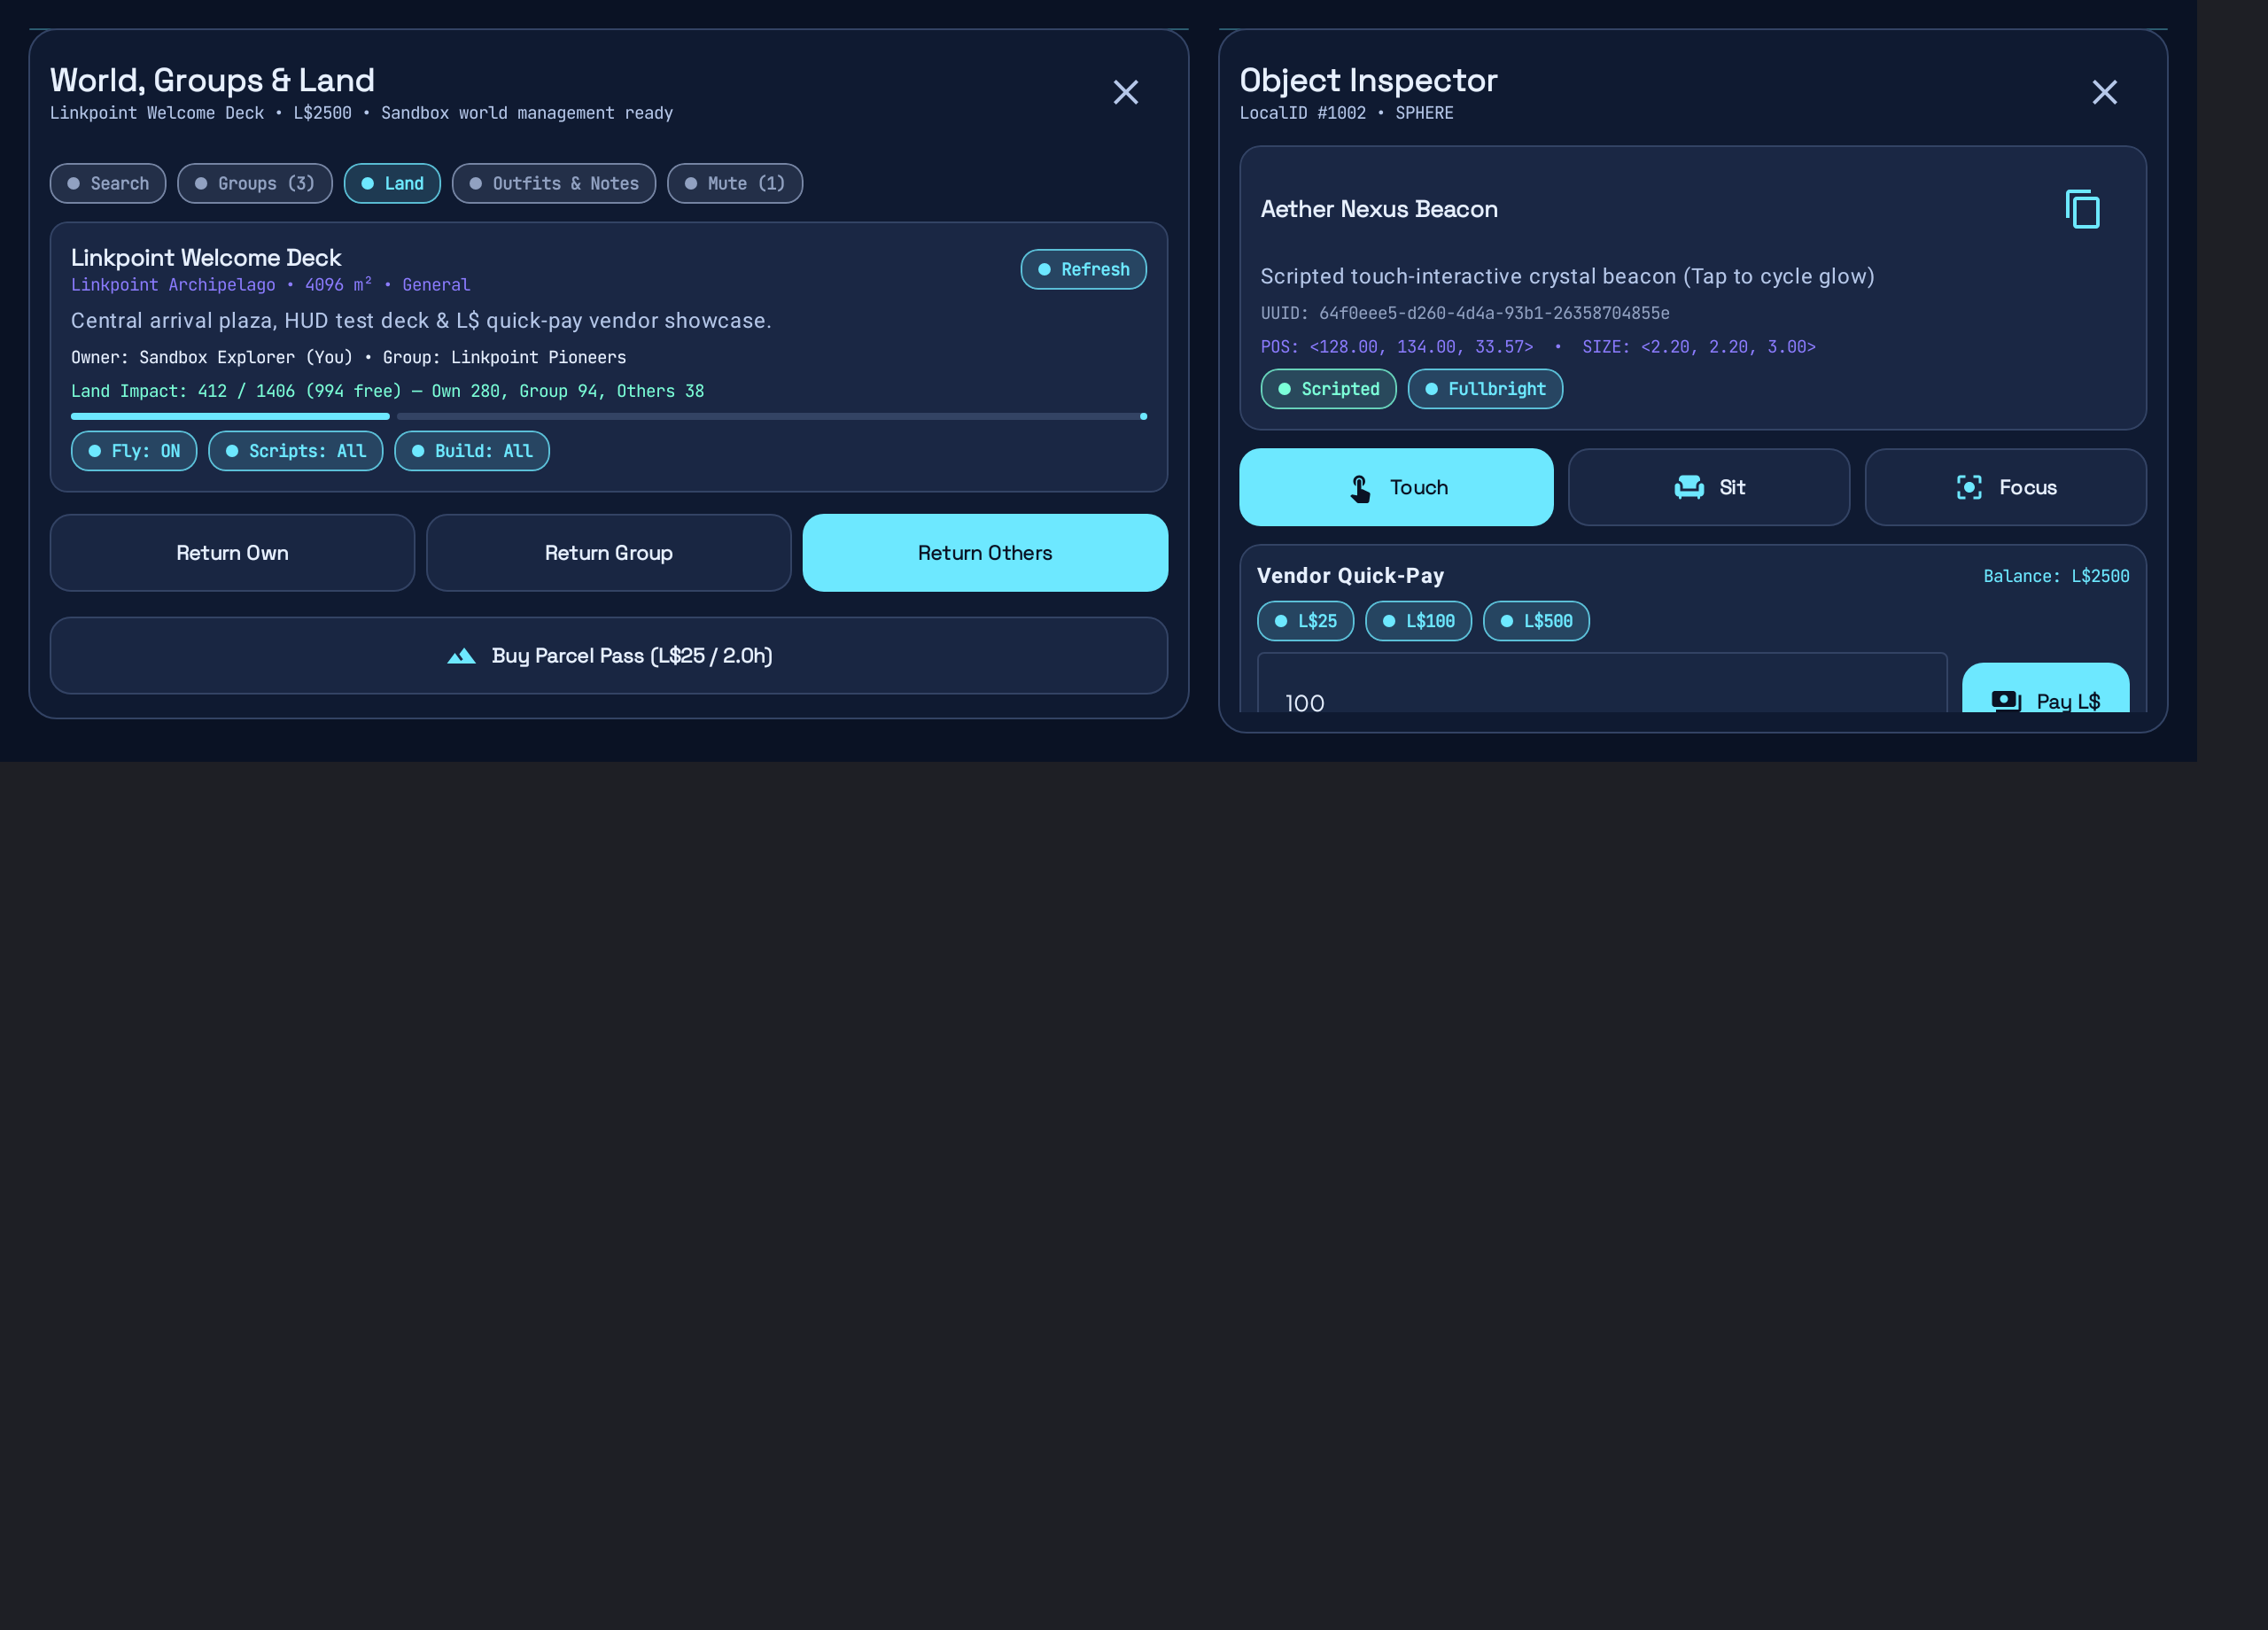 World, Groups & Land
Linkpoint Welcome Deck • L$2500 • Sandbox world management ready
Search
Groups (3)
Land
Outfits & Notes
Mute (1)
Linkpoint Welcome Deck
Linkpoint Archipelago • 4096 m² • General
Refresh
Central arrival plaza, HUD test deck & L$ quick-pay vendor showcase.
Owner: Sandbox Explorer (You) • Group: Linkpoint Pioneers
Land Impact: 412 / 1406 (994 free) — Own 280, Group 94, Others 38
Fly: ON
Scripts: All
Build: All
Return Own
Return Group
Return Others
Buy Parcel Pass (L$25 / 2.0h)
Object Inspector
LocalID #1002 • SPHERE
Aether Nexus Beacon
Scripted touch-interactive crystal beacon (Tap to cycle glow)
UUID: 64f0eee5-d260-4d4a-93b1-26358704855e
POS: <128.00, 134.00, 33.57> • SIZE: <2.20, 2.20, 3.00>
Scripted
Fullbright
Touch
Sit
Focus
Vendor Quick-Pay
Balance: L$2500
L$25
L$100
L$500
100
Pay L$